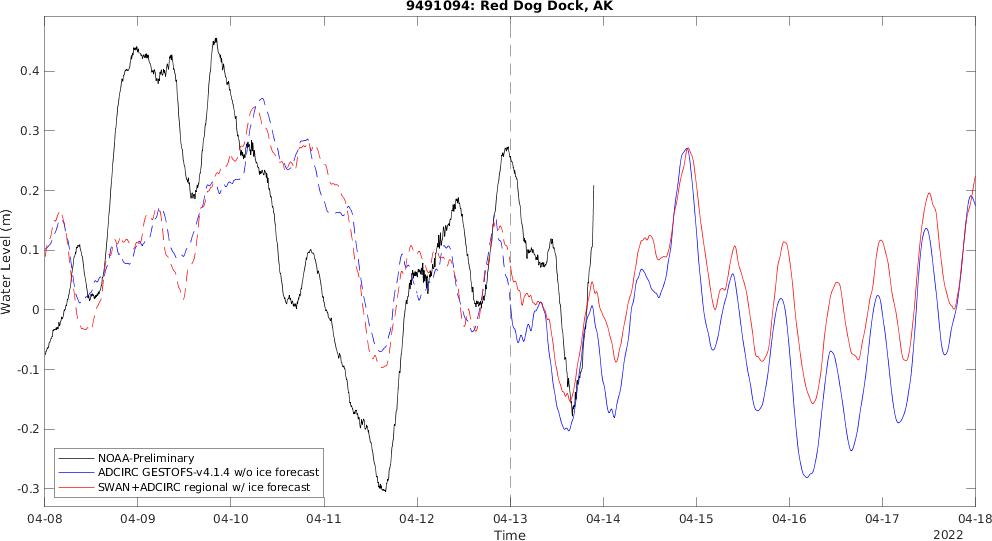 9491094: Red Dog Dock, AK
Water Level (m)
0.4
0.3
0.2
0.1
0
-0.1
-0.2
-0.3
NOAA-Preliminary
ADCIRC GESTOFS-v4.1.4 w/o ice forecast
SWAN+ADCIRC regional w/ ice forecast
04-08 04-09 04-10 04-11 04-12 04-13 04-14 04-15 04-16 04-17 04-18
Time
2022